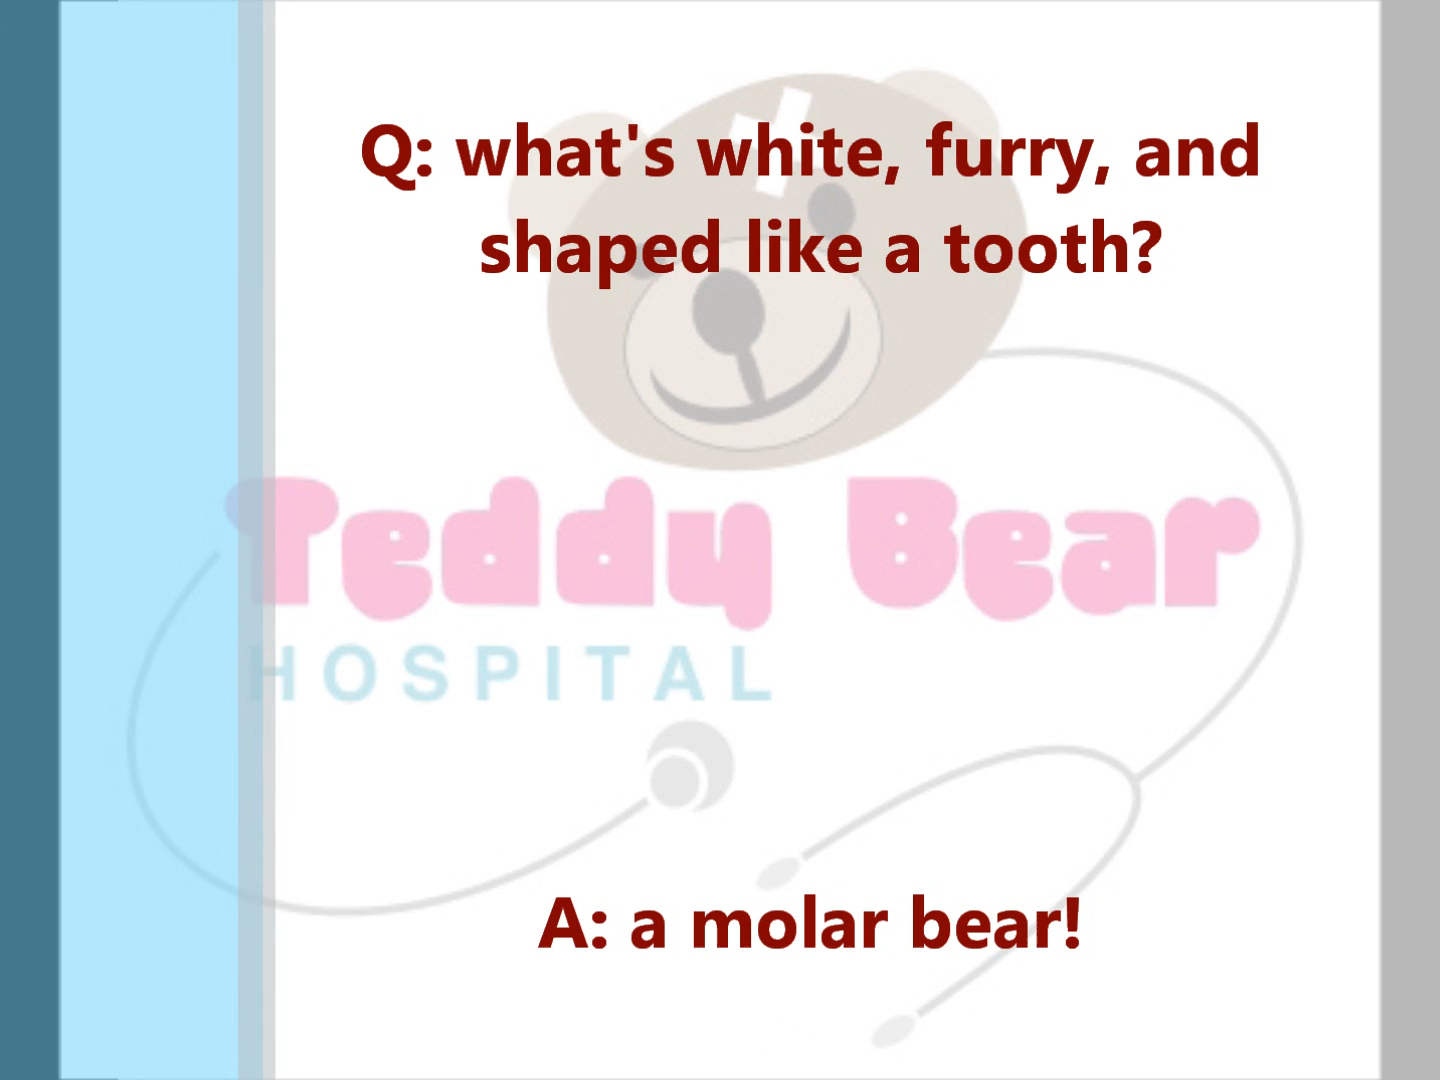 Q: what's white, furry, and
shaped like a tooth?
Teddy Bear
HOSPITAL
A: a molar bear!